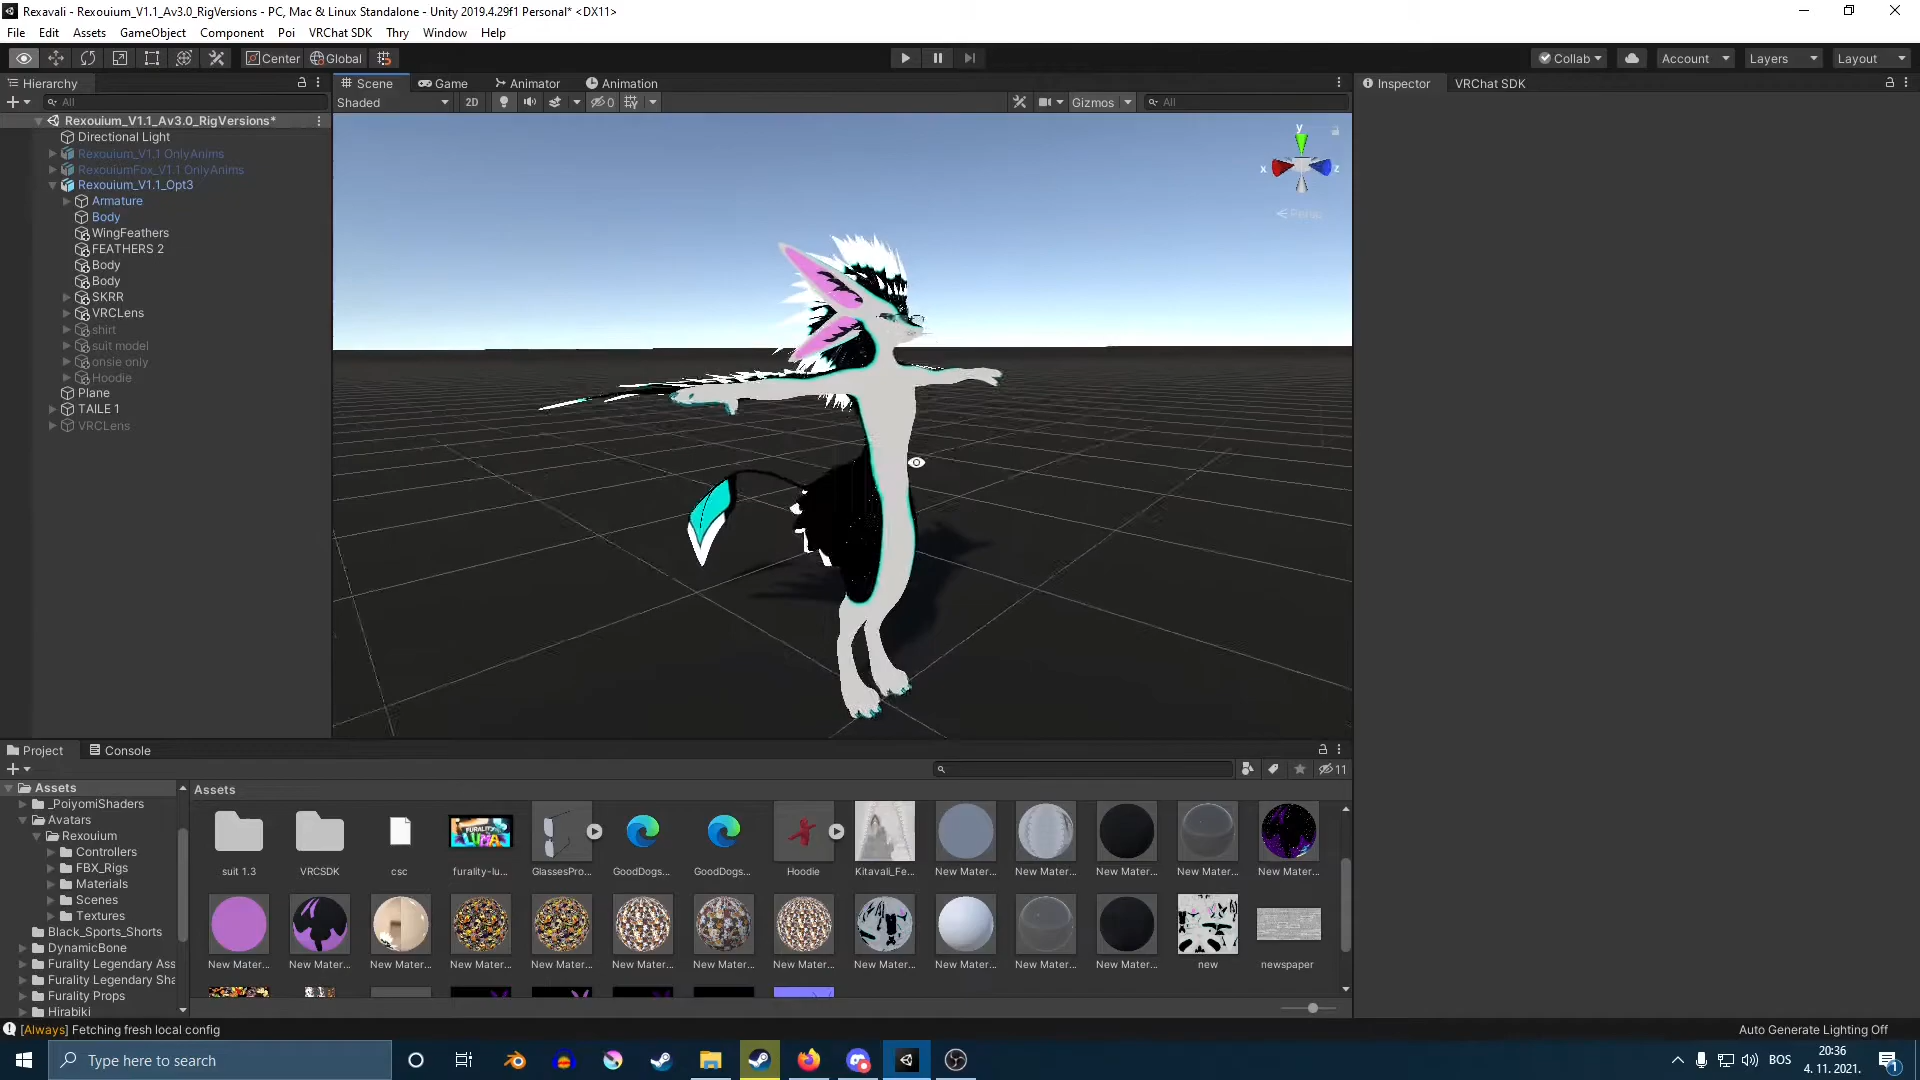 Rexavali - Rexouium_V1.1_Av3.0_RigVersions - PC, Mac & Linux Standalone - Unity 2019.4.29f1 Personal* <DX11>
File Edit Assets GameObject Component Poi VRChat SDK Thry Window Help
Center Global Collab Account Layers Layout
Hierarchy
All
Rexouium_V1.1_Av3.0_RigVersions*
Directional Light
Rexouium_V1.1 OnlyAnims
RexouiumFox_V1.1 OnlyAnims
Rexouium_V1.1_Opt3
Armature
Body
WingFeathers
FEATHERS 2
Body
Body
SKRR
VRCLens
shirt
suit model
onsie only
Hoodie
Plane
TAILE 1
VRCLens
Scene Game Animator Animation
Shaded 2D 0 Gizmos All
y
x z
Persp
Inspector VRChat SDK
Project Console
11
Assets
_PoiyomiShaders
Avatars
Rexouium
Controllers
FBX_Rigs
Materials
Scenes
Textures
Black_Sports_Shorts
DynamicBone
Furality Legendary Ass
Furality Legendary Sha
Furality Props
Hirabiki
Assets
FURALITY LUMA
suit 1.3 VRCSDK csc furality-lu... GlassesPro... GoodDogs... GoodDogs... Hoodie Kitavali_Fe... New Mater... New Mater... New Mater... New Mater... New Mater...
New Mater... New Mater... New Mater... New Mater... New Mater... New Mater... New Mater... New Mater... New Mater... New Mater... New Mater... New Mater... new newspaper
[Always] Fetching fresh local config
Auto Generate Lighting Off
Type here to search
BOS
20:36
4. 11. 2021.
1